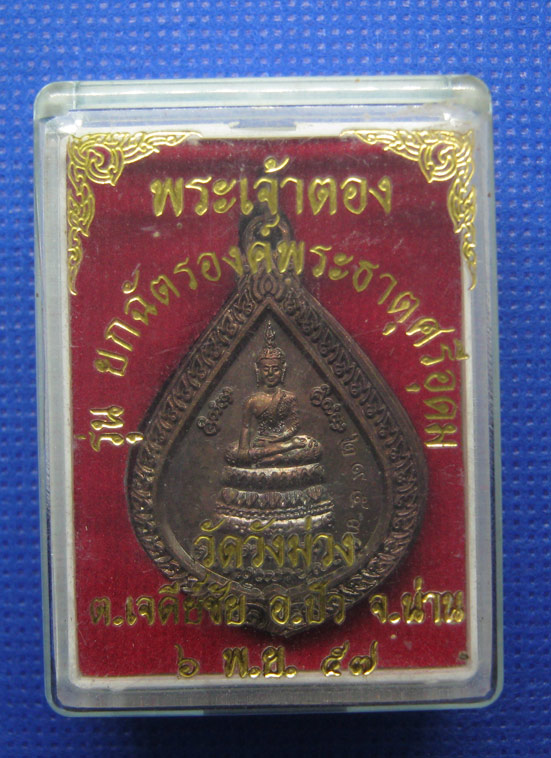 พระเจ้าตอง
รุ่น ยกฉัตรองค์พระธาตุศรีอุดม
วัดวังม่วง
ต.เจดีย์ชัย อ.ปัว จ.น่าน
๖ พ.ย. ๕๗